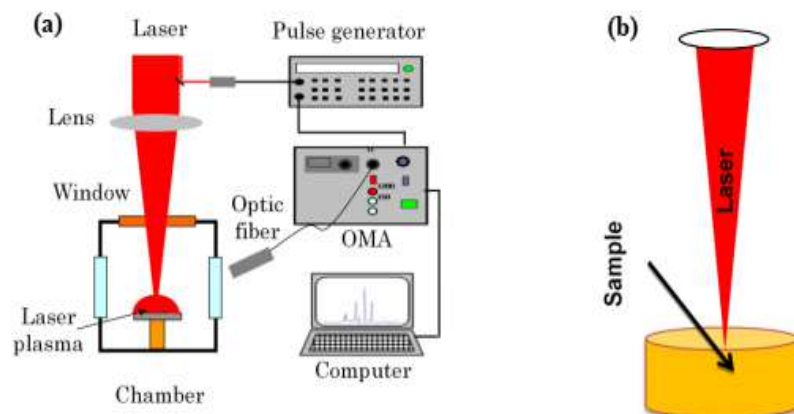 (a)
Laser
Pulse generator
Lens
Window
Optic
fiber
OMA
Laser
plasma
Computer
Chamber
(b)
Laser
Sample